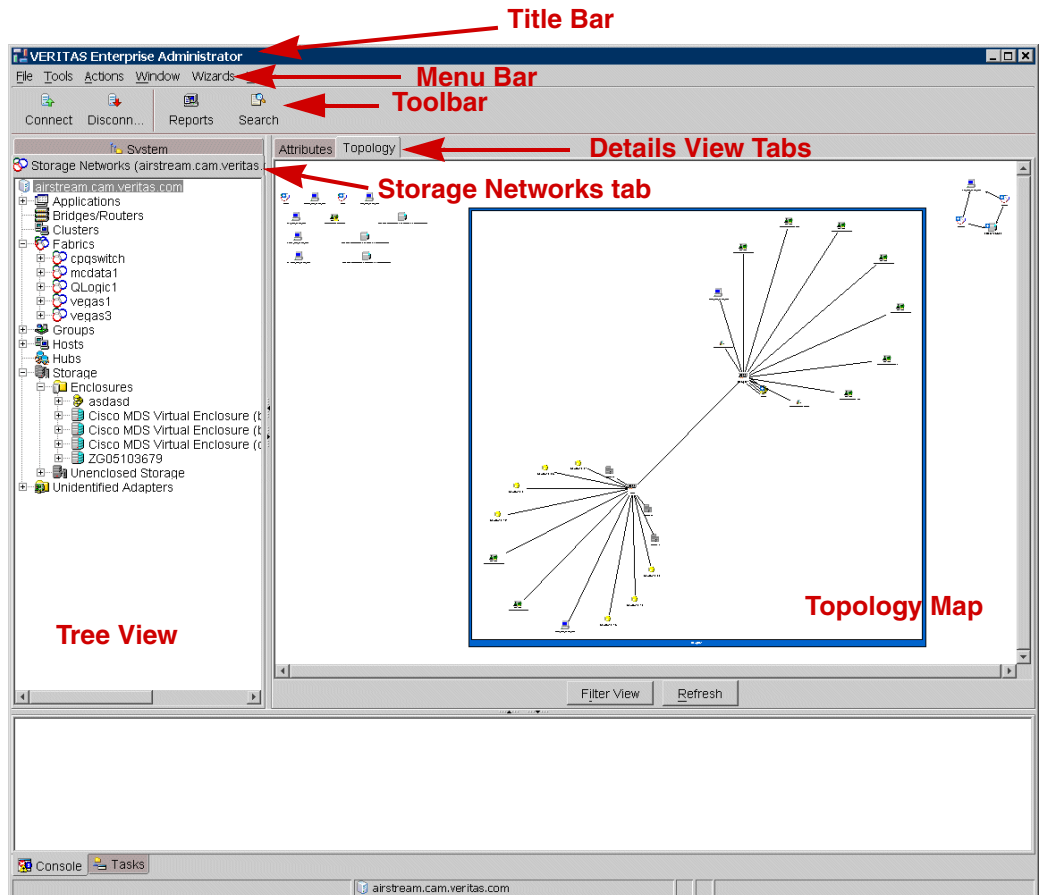 Title Bar
VERITAS Enterprise Administrator
File Tools Actions Window Wizards
Menu Bar
Connect Disconn... Reports Search
Toolbar
System
Storage Networks (airstream.cam.veritas.
Attributes Topology
Details View Tabs
Storage Networks tab
airstream.cam.veritas.com
Applications
Bridges/Routers
Clusters
Fabrics
cpqswitch
mcdata1
QLogic1
vegas1
vegas3
Groups
Hosts
Hubs
Storage
Enclosures
asdasd
Cisco MDS Virtual Enclosure (b
Cisco MDS Virtual Enclosure (b
Cisco MDS Virtual Enclosure (c
ZG05103679
Unenclosed Storage
Unidentified Adapters
Tree View
Topology Map
Filter View Refresh
Console Tasks
airstream.cam.veritas.com